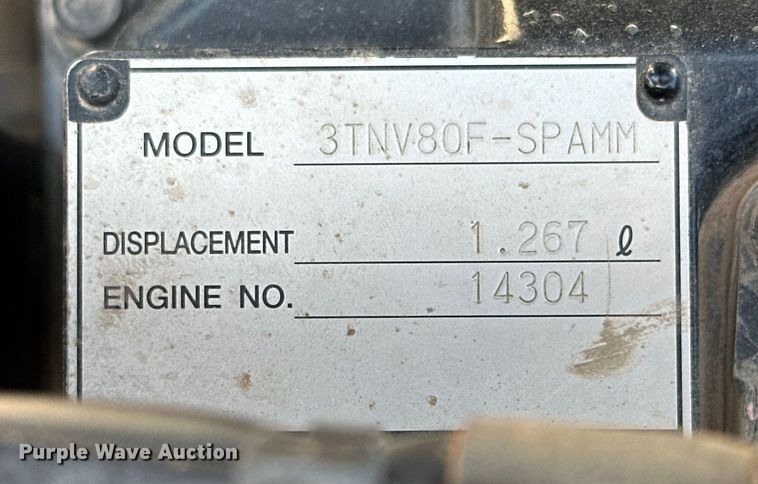 MODEL 3TNV80F-SPAMM
DISPLACEMENT 1.267 ℓ
ENGINE NO. 14304
Purple Wave Auction